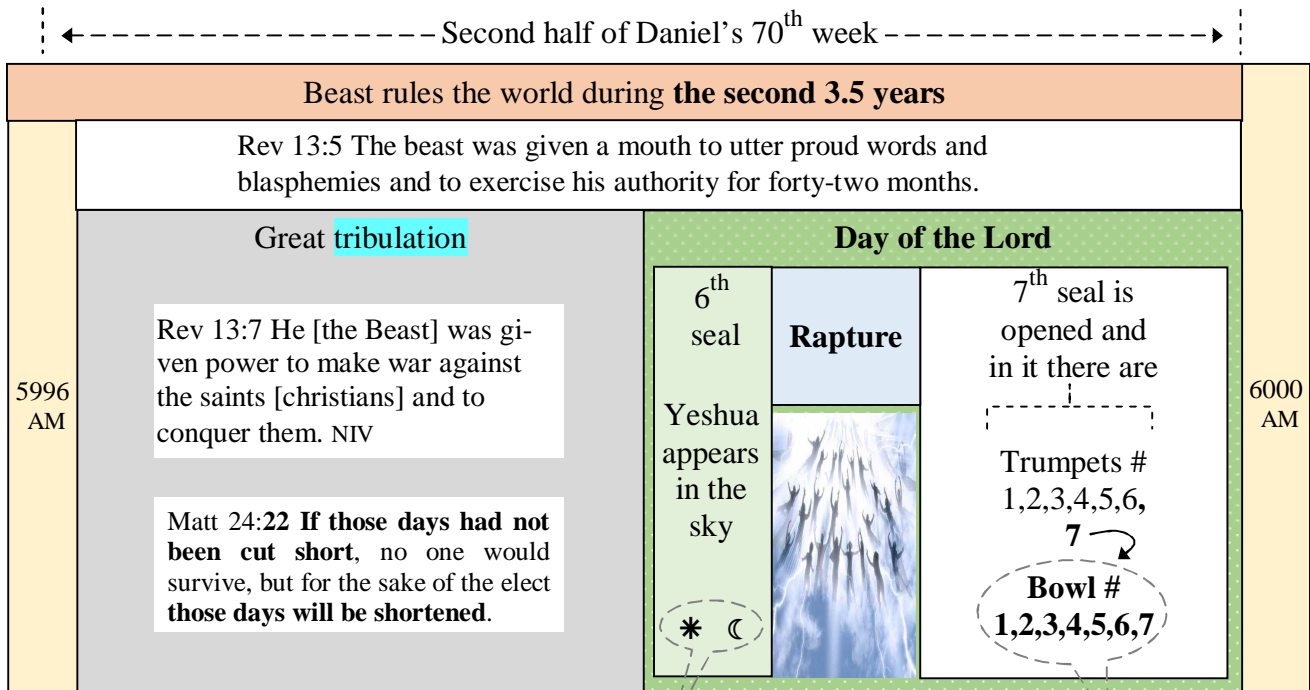 Second half of Daniel's 70th week
Beast rules the world during the second 3.5 years
Rev 13:5 The beast was given a mouth to utter proud words and
blasphemies and to exercise his authority for forty-two months.
5996
AM
Great tribulation
Rev 13:7 He [the Beast] was gi-
ven power to make war against
the saints [christians] and to
conquer them. NIV
Matt 24:22 If those days had not
been cut short, no one would
survive, but for the sake of the elect
those days will be shortened.
Day of the Lord
6th
seal
Yeshua
appears
in the
sky
Rapture
7th seal is
opened and
in it there are
Trumpets #
1,2,3,4,5,6,
7
Bowl #
1,2,3,4,5,6,7
6000
AM